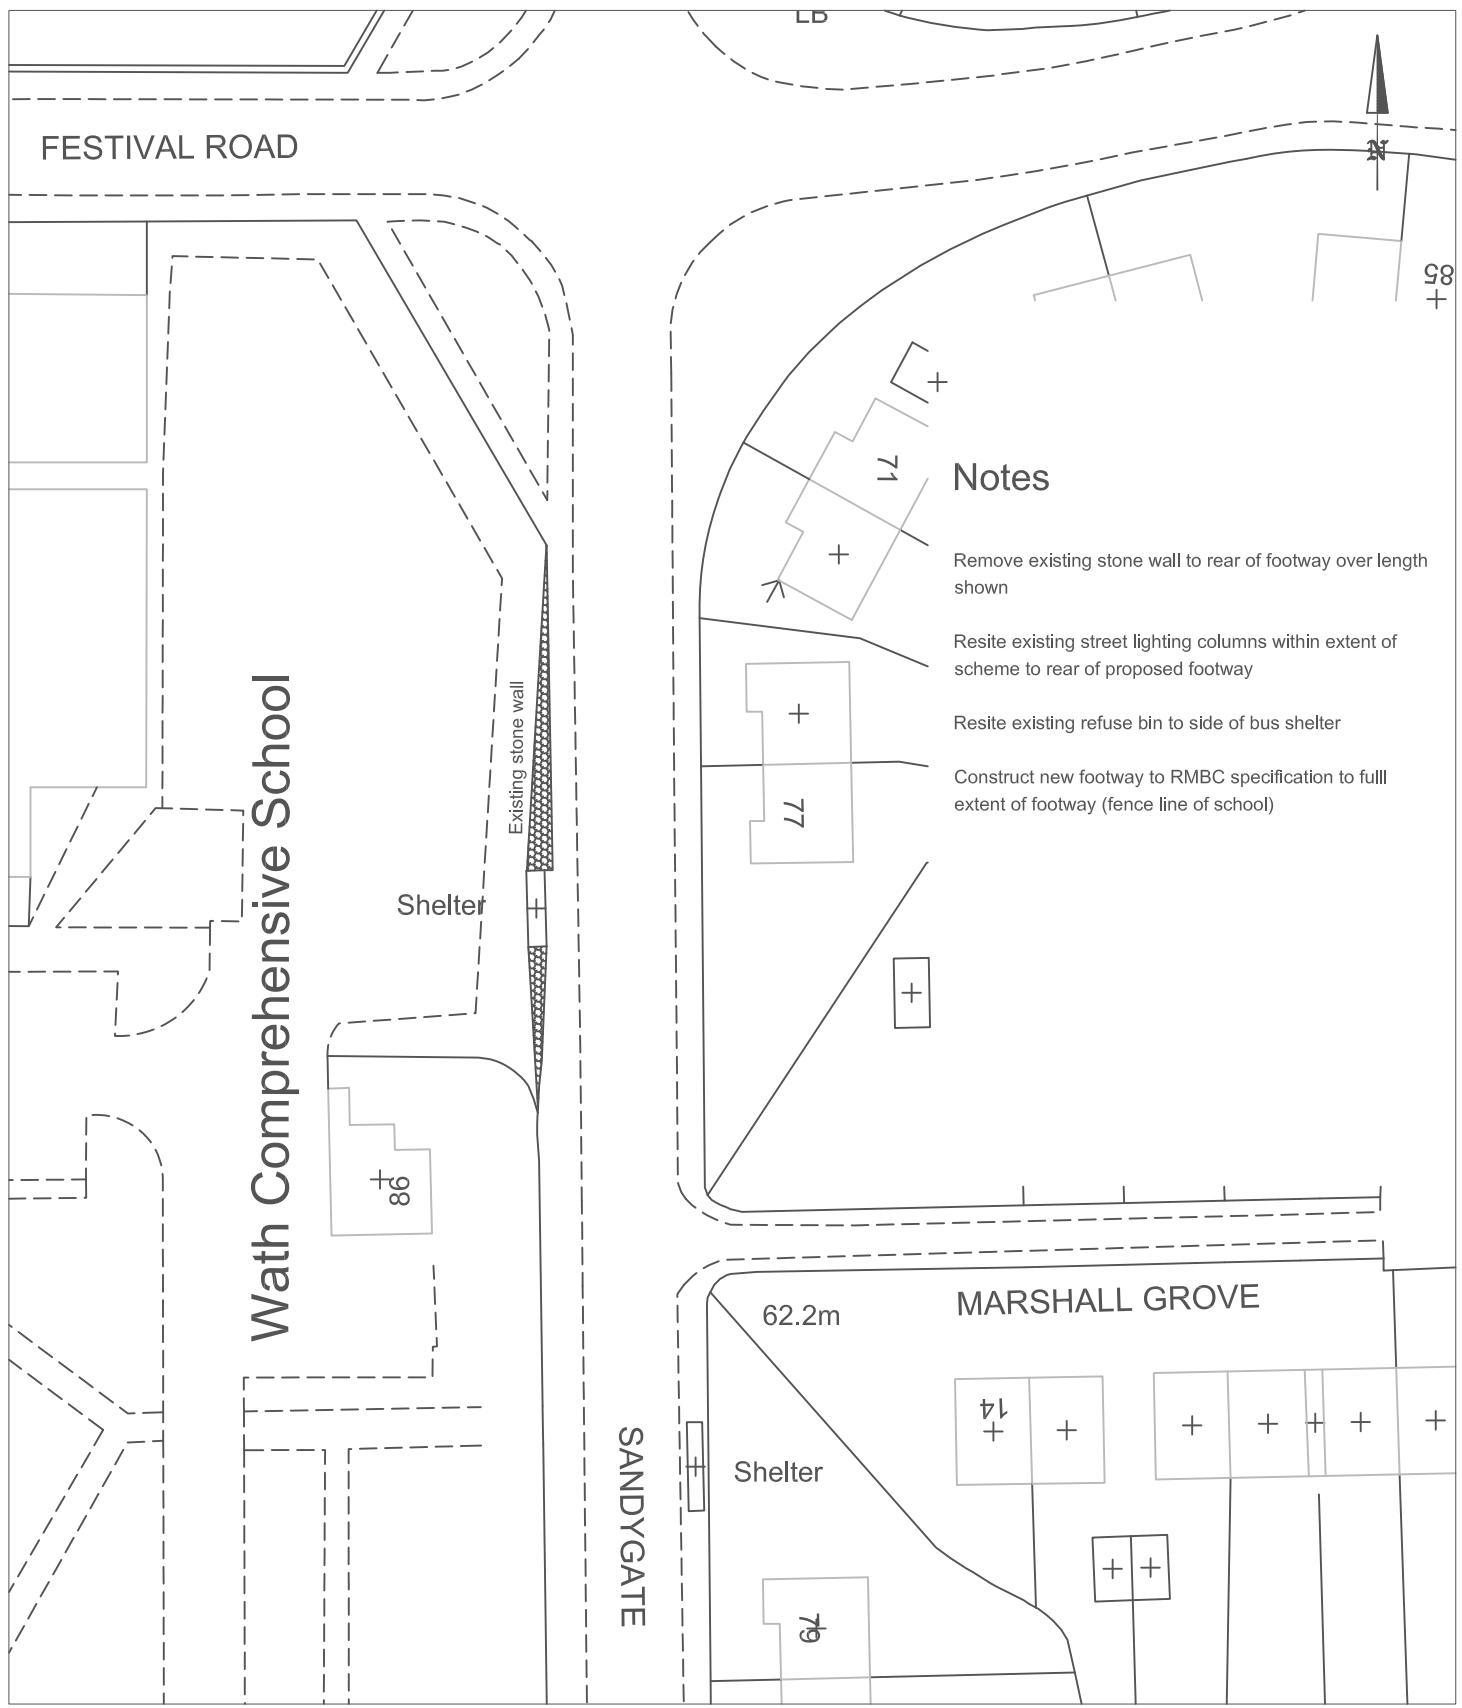 LB
N
FESTIVAL ROAD
85
71
Notes
Remove existing stone wall to rear of footway over length
shown
Resite existing street lighting columns within extent of
scheme to rear of proposed footway
Resite existing refuse bin to side of bus shelter
Construct new footway to RMBC specification to fulll
extent of footway (fence line of school)
Existing stone wall
77
Wath Comprehensive School
Shelter
86
MARSHALL GROVE
62.2m
14
SANDYGATE
Shelter
79